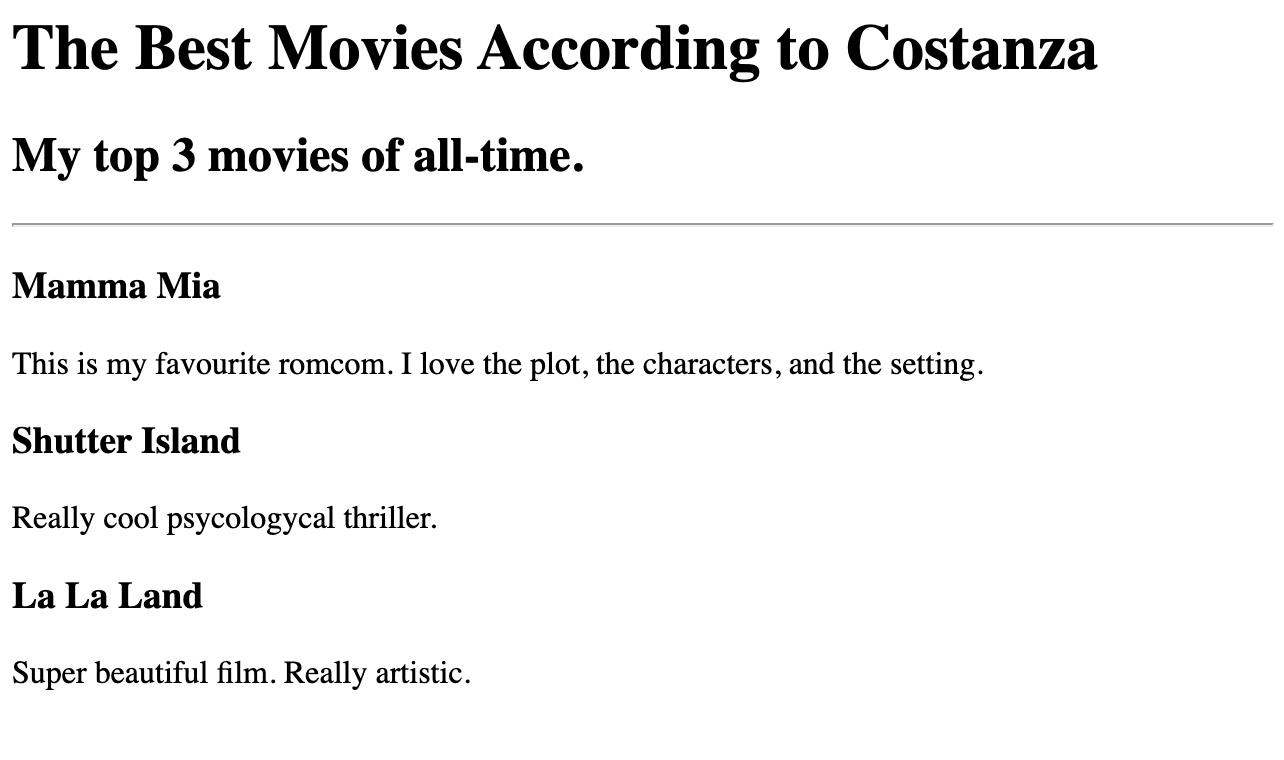 The Best Movies According to Costanza
My top 3 movies of all-time.
Mamma Mia
This is my favourite romcom. I love the plot, the characters, and the setting.
Shutter Island
Really cool psycologycal thriller.
La La Land
Super beautiful film. Really artistic.